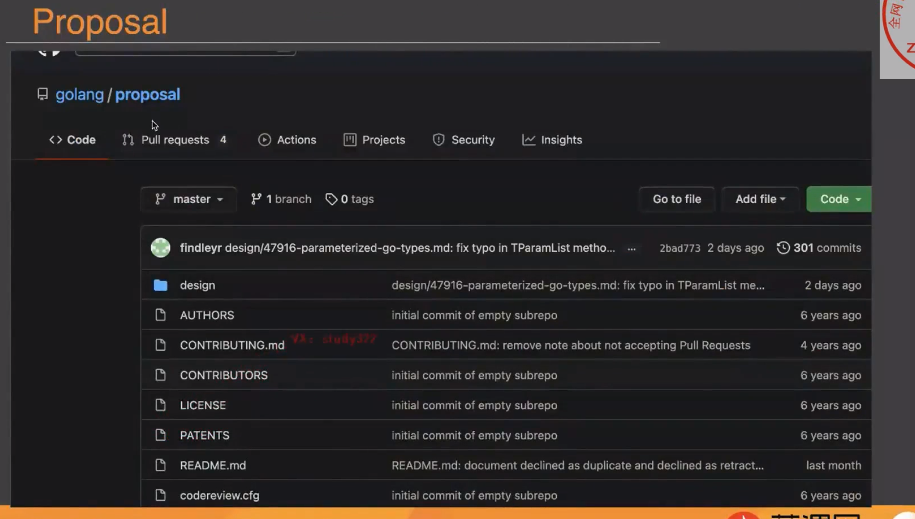 Proposal
golang / proposal
<> Code Pull requests 4 Actions Projects Security Insights
master 1 branch 0 tags Go to file Add file Code
findleyr design/47916-parameterized-go-types.md: fix typo in TParamList metho... ... 2bad773 2 days ago 301 commits
design design/47916-parameterized-go-types.md: fix typo in TParamList me... 2 days ago
AUTHORS initial commit of empty subrepo 6 years ago
CONTRIBUTING.md CONTRIBUTING.md: remove note about not accepting Pull Requests 4 years ago
CONTRIBUTORS initial commit of empty subrepo 6 years ago
LICENSE initial commit of empty subrepo 6 years ago
PATENTS initial commit of empty subrepo 6 years ago
README.md README.md: document declined as duplicate and declined as retract... last month
codereview.cfg initial commit of empty subrepo 6 years ago